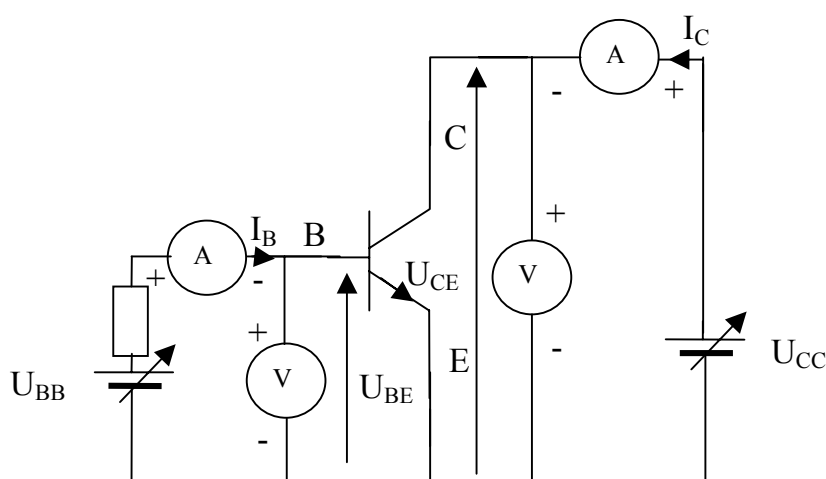 I_C
A
- +
C
I_B B
+
A
+ -
U_CE
V
+
-
U_BB
V
U_BE
E
U_CC
-